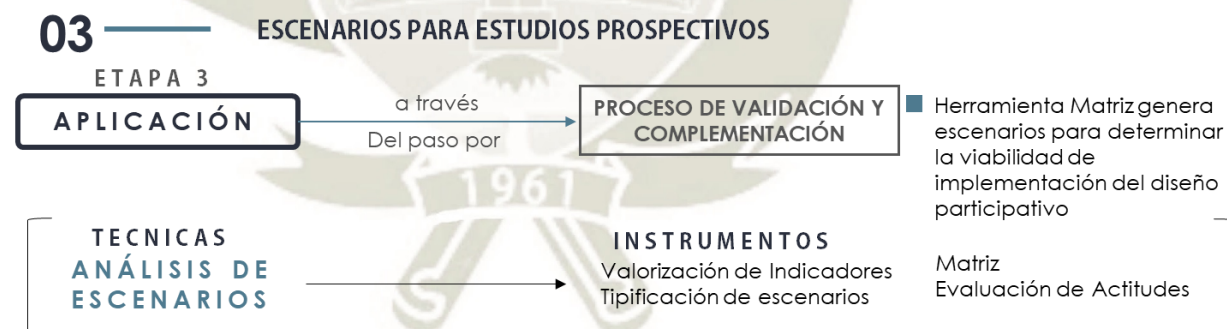 03
ESCENARIOS PARA ESTUDIOS PROSPECTIVOS
ETAPA 3
APLICACIÓN
a través
Del paso por
PROCESO DE VALIDACIÓN Y
COMPLEMENTACIÓN
Herramienta Matriz genera
escenarios para determinar
la viabilidad de
implementación del diseño
participativo
1961
TECNICAS
ANÁLISIS DE
ESCENARIOS
INSTRUMENTOS
Valorización de Indicadores
Tipificación de escenarios
Matriz
Evaluación de Actitudes